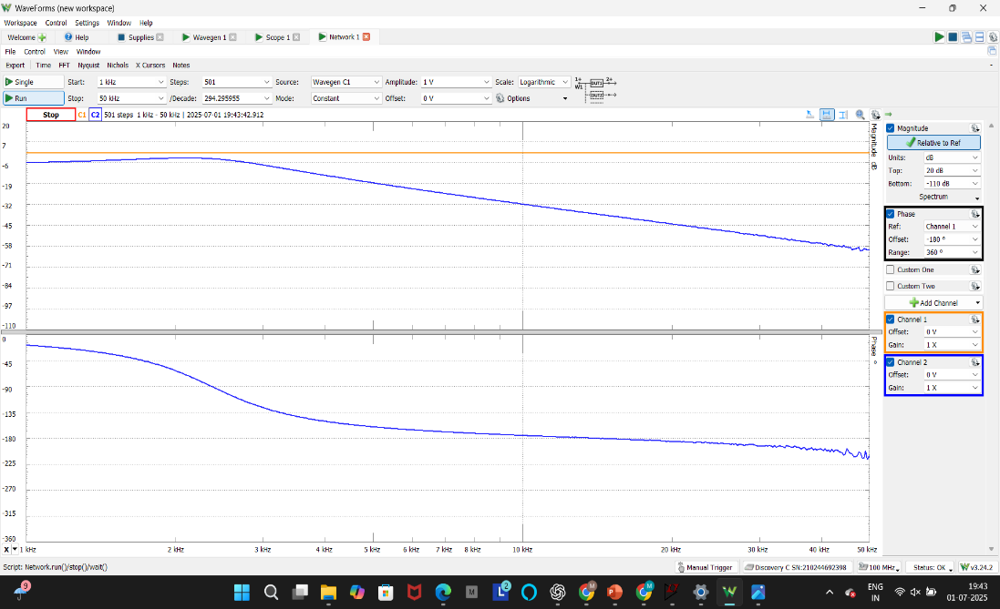 WaveForms (new workspace)
Workspace Control Settings Window Help
Welcome Help Supplies Wavegen 1 Scope 1 Network 1
File Control View Window
Export Time FFT Nyquist Nichols X Cursors Notes
Single Start: 1 kHz Steps: 501 Source: Wavegen C1 Amplitude: 1 V Scale: Logarithmic 1+ DUT1 2+
W1
Run Stop: 50 kHz /Decade: 294.295955 Mode: Constant Offset: 0 V Options DUT2
Stop C1 C2 501 steps 1 kHz - 50 kHz | 2025-07-01 19:43:42.912
20
7
-6
-19
-32
-45
-58
-71
-84
-97
-110
Magnitude dB
0
-45
-90
-135
-180
-225
-270
-315
-360
Phase °
X 1 kHz 2 kHz 3 kHz 4 kHz 5 kHz 6 kHz 7 kHz 8 kHz 10 kHz 20 kHz 30 kHz 40 kHz 50 kHz
Magnitude
Relative to Ref
Units: dB
Top: 20 dB
Bottom: -110 dB
Spectrum
Phase
Ref: Channel 1
Offset: -180 °
Range: 360 °
Custom One
Custom Two
Add Channel
Channel 1
Offset: 0 V
Gain: 1 X
Channel 2
Offset: 0 V
Gain: 1 X
Script: Network.run()/stop()/wait()
Manual Trigger Discovery C SN:210244692398 100 MHz Status: OK v3.24.2
9
2
M
M
M
ENG
IN
19:43
01-07-2025